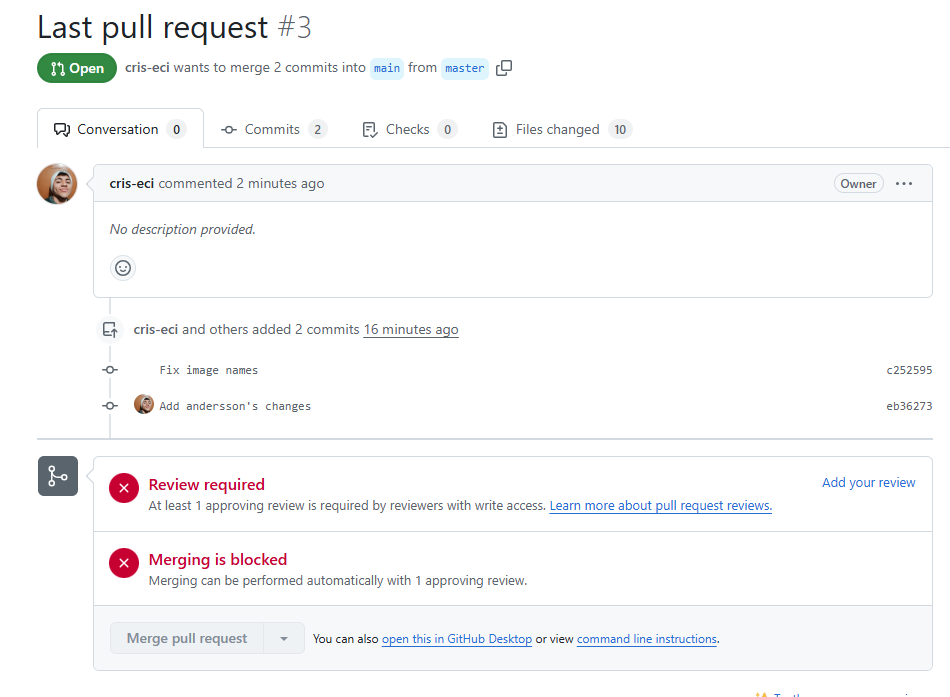 Last pull request #3
Open cris-eci wants to merge 2 commits into main from master
Conversation 0 Commits 2 Checks 0 Files changed 10
cris-eci commented 2 minutes ago Owner
No description provided.
cris-eci and others added 2 commits 16 minutes ago
Fix image names c252595
Add andersson's changes eb36273
Review required Add your review
At least 1 approving review is required by reviewers with write access. Learn more about pull request reviews.
Merging is blocked
Merging can be performed automatically with 1 approving review.
Merge pull request You can also open this in GitHub Desktop or view command line instructions.